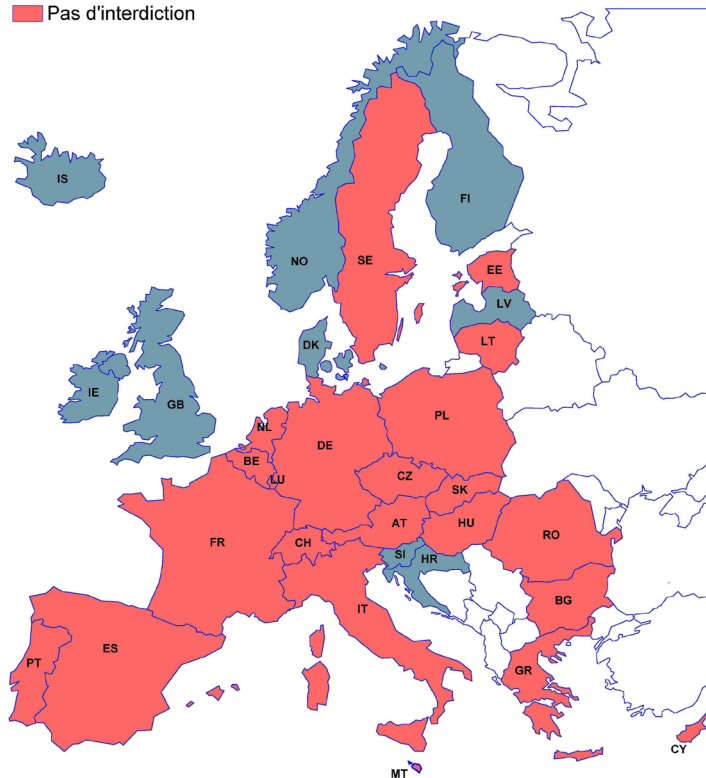 Pas d'interdiction
IS
FI
NO
SE
EE
LV
DK
LT
IE
GB
NL
PL
DE
BE
LU
CZ
SK
AT
HU
CH
FR
RO
SI
HR
IT
BG
ES
PT
GR
CY
MT